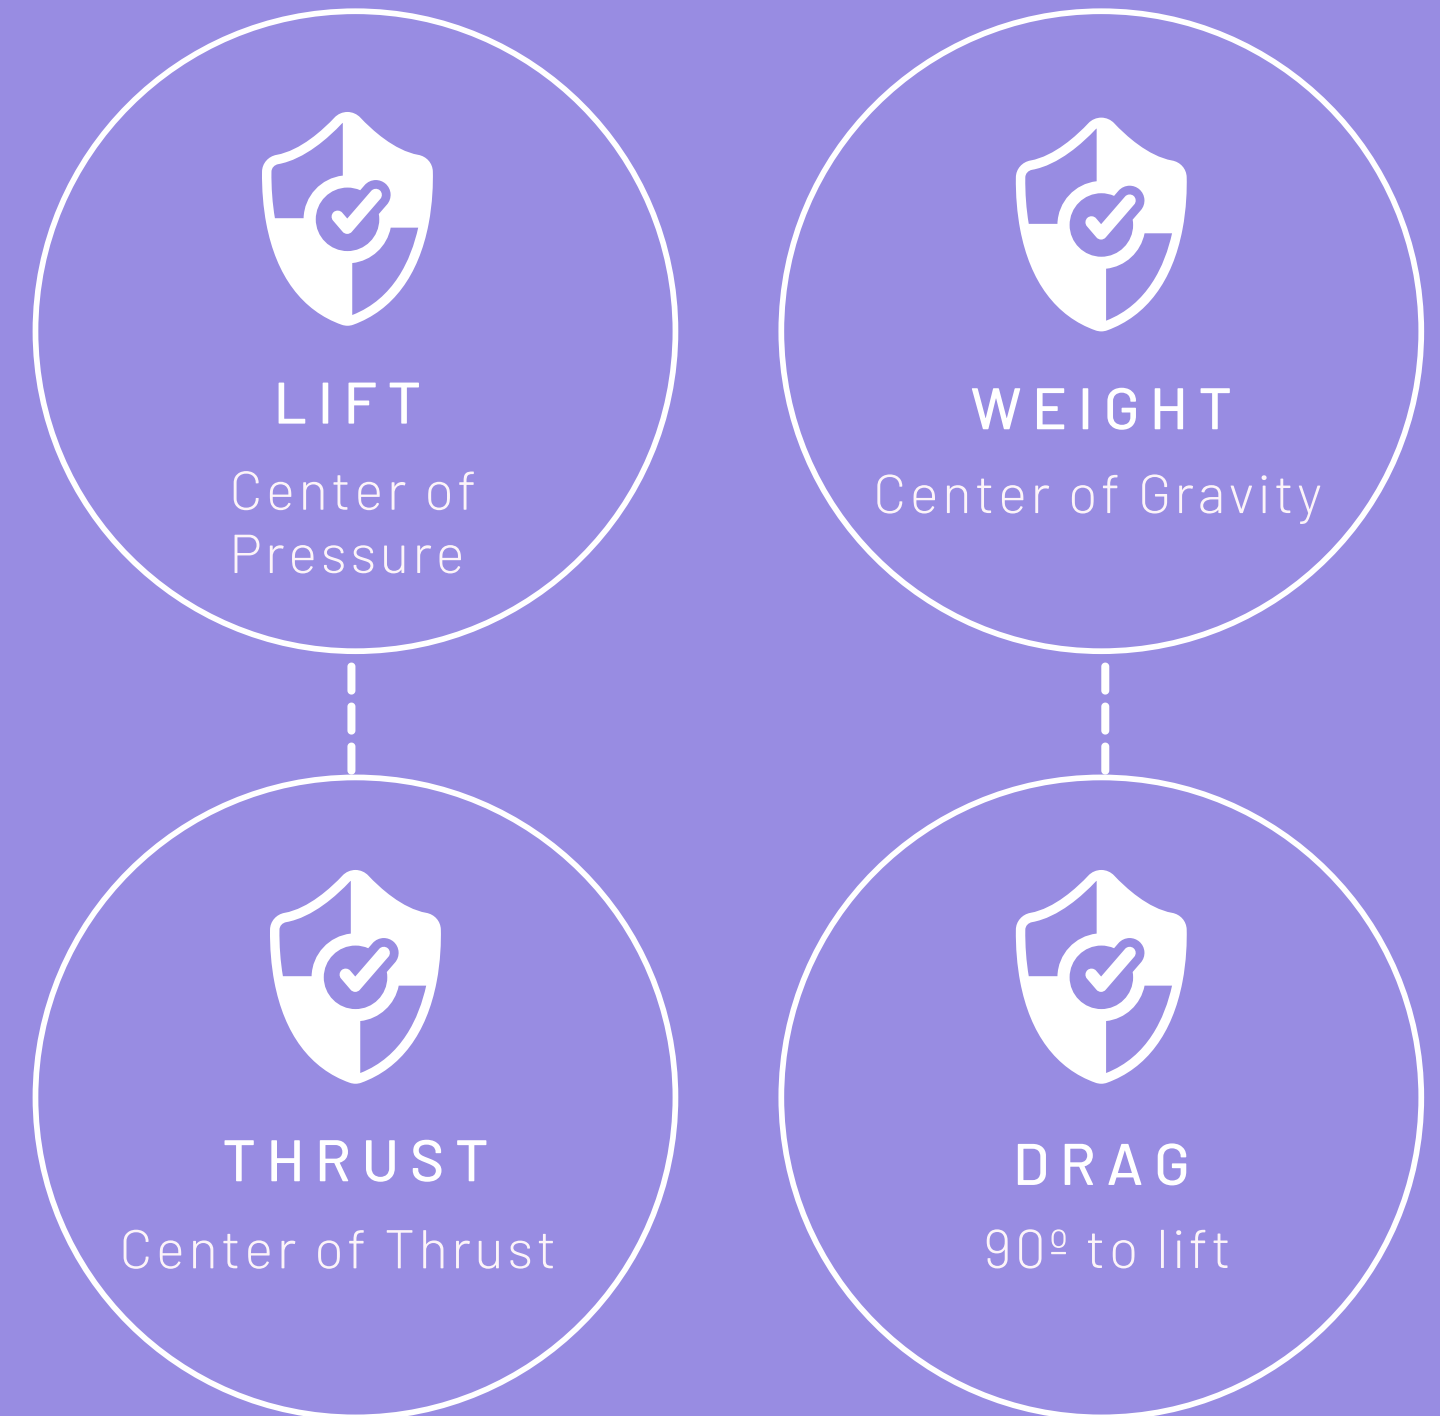 LIFT
Center of
Pressure
WEIGHT
Center of Gravity
THRUST
Center of Thrust
DRAG
90º to lift